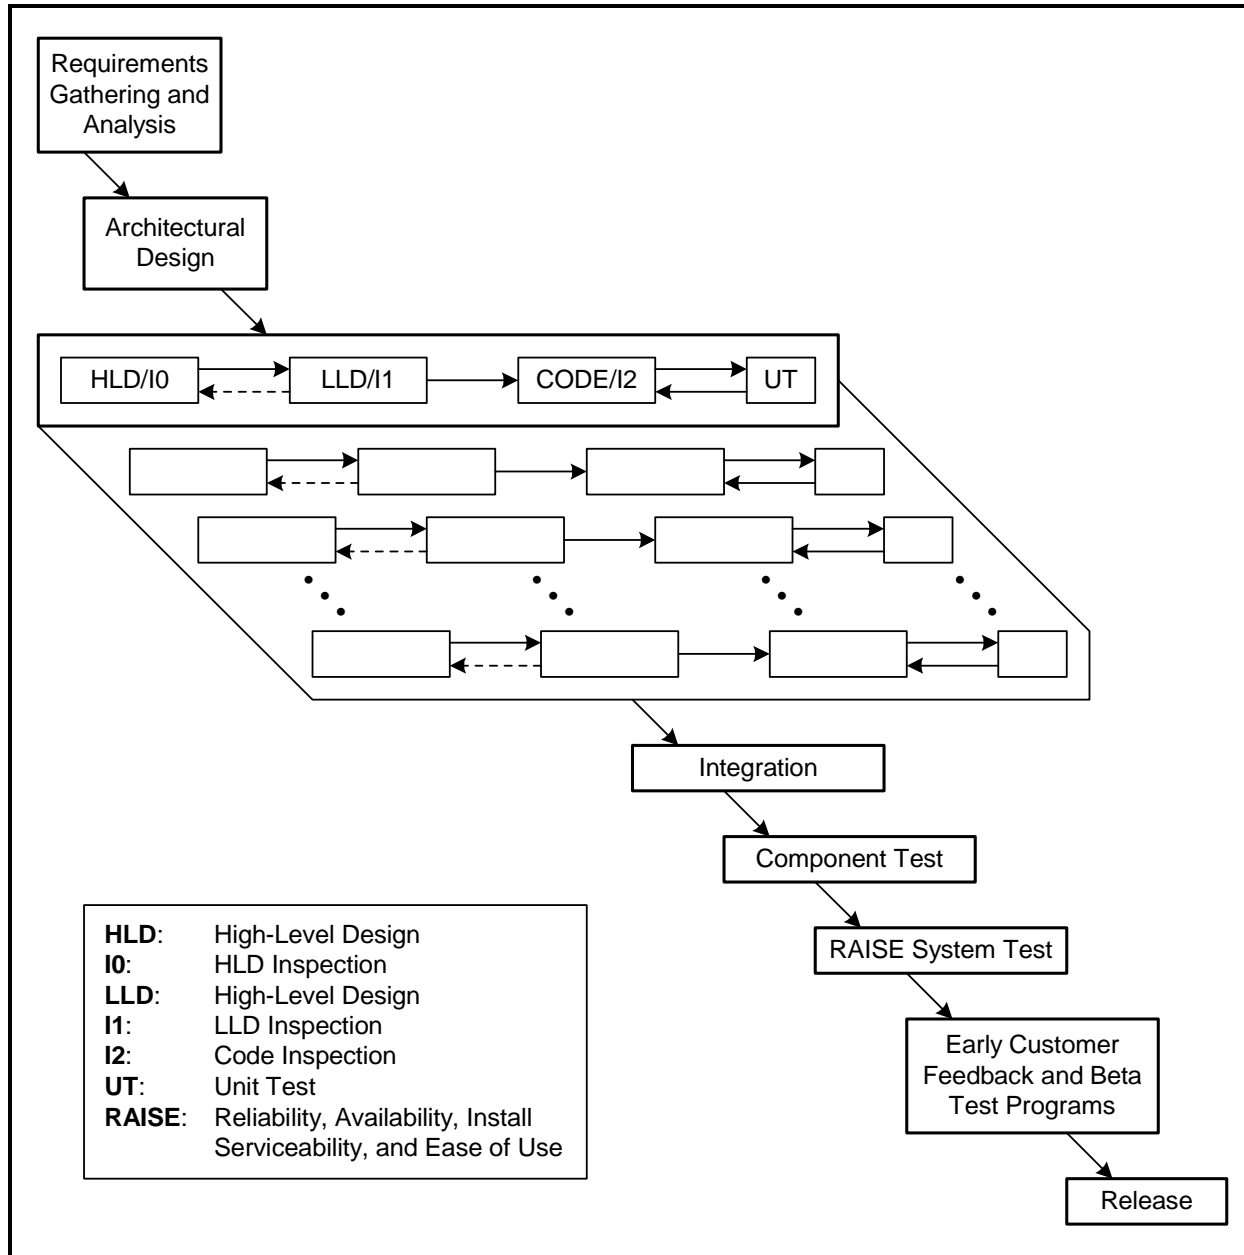 Requirements
Gathering and
Analysis
Architectural
Design
HLD/I0
LLD/I1
CODE/I2
UT
Integration
Component Test
RAISE System Test
Early Customer
Feedback and Beta
Test Programs
Release
HLD: High-Level Design
I0: HLD Inspection
LLD: High-Level Design
I1: LLD Inspection
I2: Code Inspection
UT: Unit Test
RAISE: Reliability, Availability, Install
Serviceability, and Ease of Use